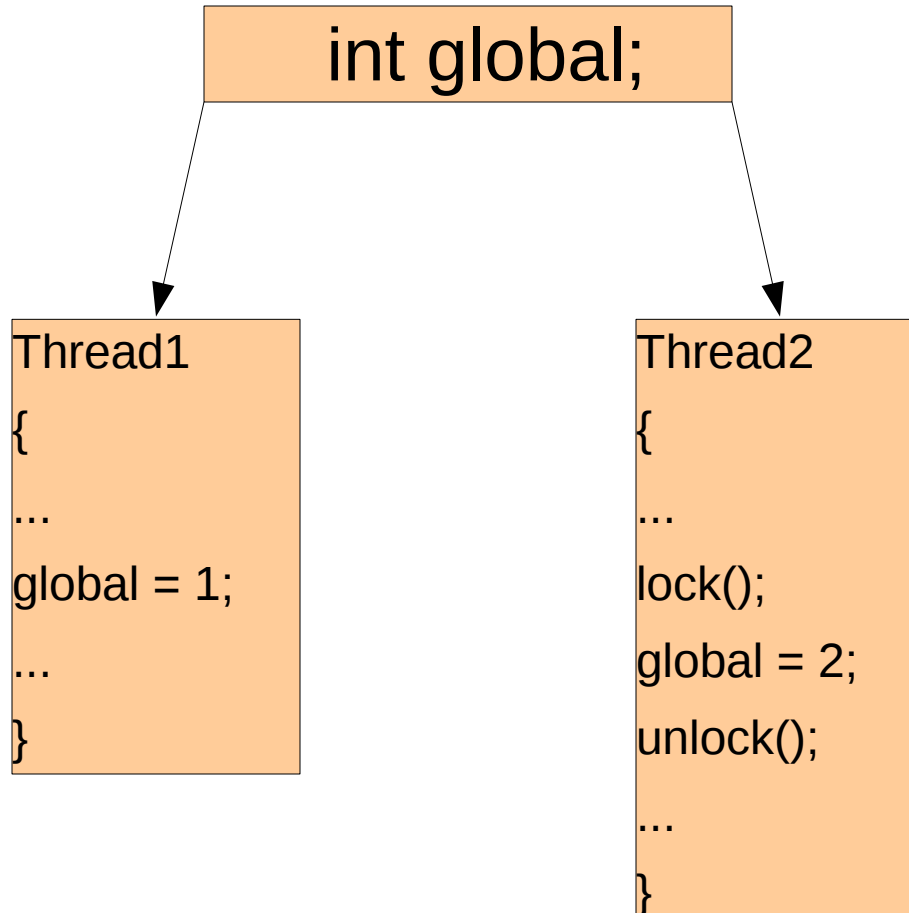 int global;
Thread1
{
...
global = 1;
...
}
Thread2
{
...
lock();
global = 2;
unlock();
...
}